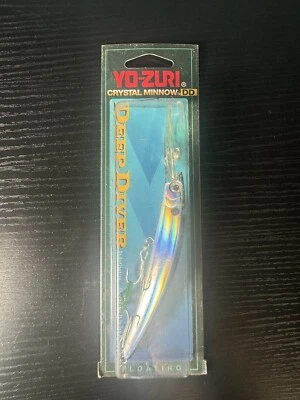 YO-ZURI®
CRYSTAL MINNOW DD
DEEP DIVER
FLOATING